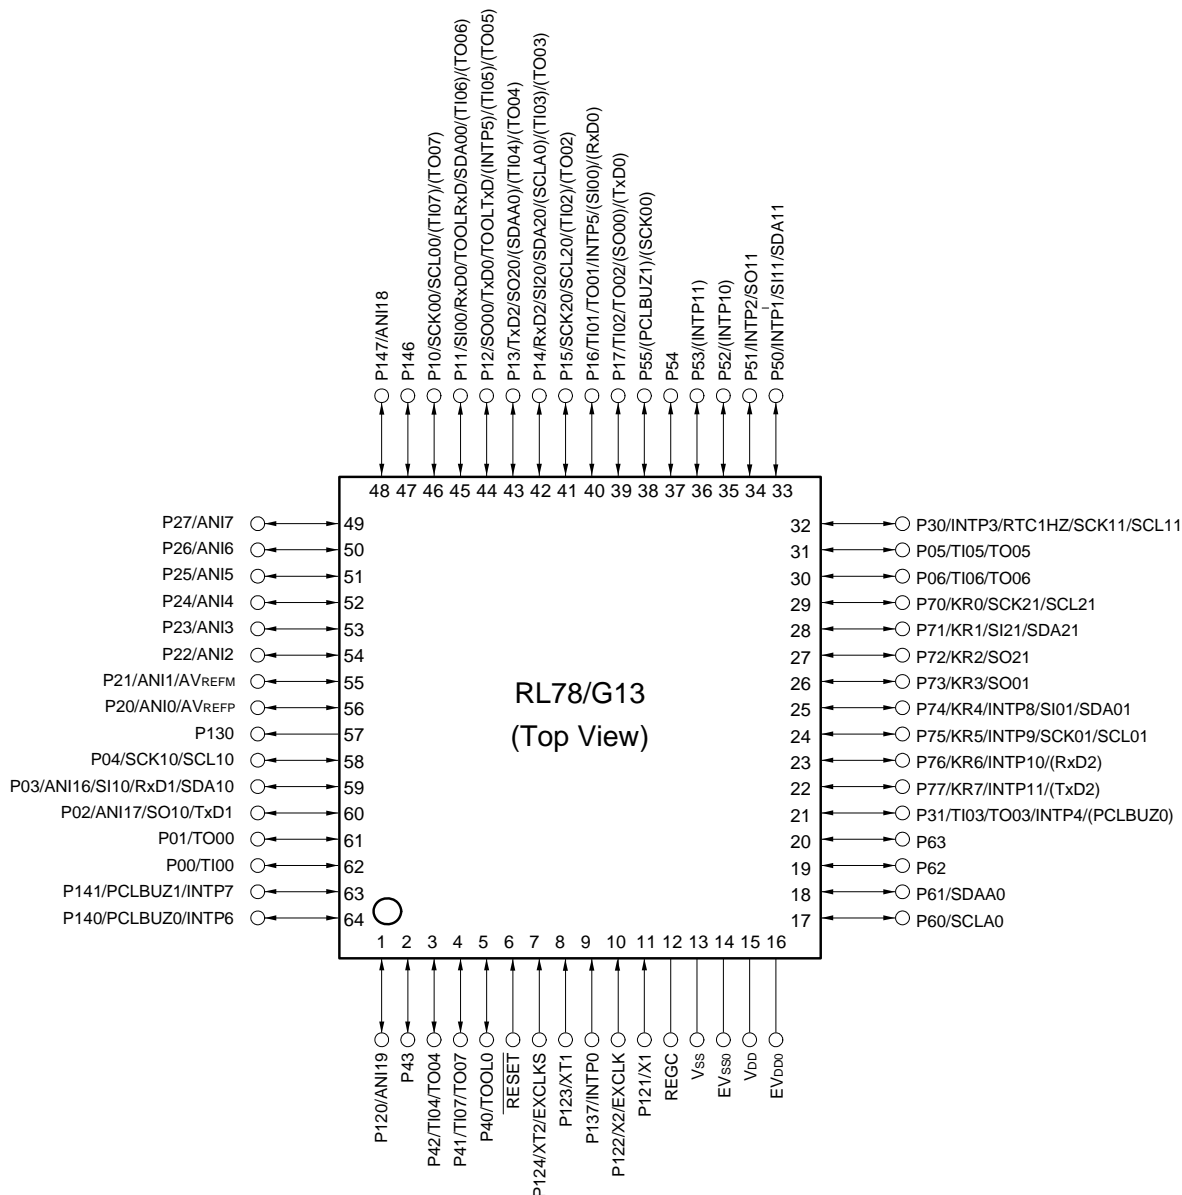 P147/ANI18
P146
P10/SCK00/SCL00/(TI07)/(TO07)
P11/SI00/RxD0/TOOLRxD/SDA00/(TI06)/(TO06)
P12/SO00/TxD0/TOOLTxD/(INTP5)/(TI05)/(TO05)
P13/TxD2/SO20/(SDAA0)/(TI04)/(TO04)
P14/RxD2/SI20/SDA20/(SCLA0)/(TI03)/(TO03)
P15/SCK20/SCL20/(TI02)/(TO02)
P16/TI01/TO01/INTP5/(SI00)/(RxD0)
P17/TI02/TO02/(SO00)/(TxD0)
P55/(PCLBUZ1)/(SCK00)
P54
P53/(INTP11)
P52/(INTP10)
P51/INTP2/SO11
P50/INTP1/SI11/SDA11
48 47 46 45 44 43 42 41 40 39 38 37 36 35 34 33
P27/ANI7 49
P26/ANI6 50
P25/ANI5 51
P24/ANI4 52
P23/ANI3 53
P22/ANI2 54
P21/ANI1/AVREFM 55
P20/ANI0/AVREFP 56
P130 57
P04/SCK10/SCL10 58
P03/ANI16/SI10/RxD1/SDA10 59
P02/ANI17/SO10/TxD1 60
P01/TO00 61
P00/TI00 62
P141/PCLBUZ1/INTP7 63
P140/PCLBUZ0/INTP6 64
RL78/G13
(Top View)
32 P30/INTP3/RTC1HZ/SCK11/SCL11
31 P05/TI05/TO05
30 P06/TI06/TO06
29 P70/KR0/SCK21/SCL21
28 P71/KR1/SI21/SDA21
27 P72/KR2/SO21
26 P73/KR3/SO01
25 P74/KR4/INTP8/SI01/SDA01
24 P75/KR5/INTP9/SCK01/SCL01
23 P76/KR6/INTP10/(RxD2)
22 P77/KR7/INTP11/(TxD2)
21 P31/TI03/TO03/INTP4/(PCLBUZ0)
20 P63
19 P62
18 P61/SDAA0
17 P60/SCLA0
1 2 3 4 5 6 7 8 9 10 11 12 13 14 15 16
P120/ANI19
P43
P42/TI04/TO04
P41/TI07/TO07
P40/TOOL0
RESET
P124/XT2/EXCLKS
P123/XT1
P137/INTP0
P122/X2/EXCLK
P121/X1
REGC
VSS
EVSS0
VDD
EVDD0